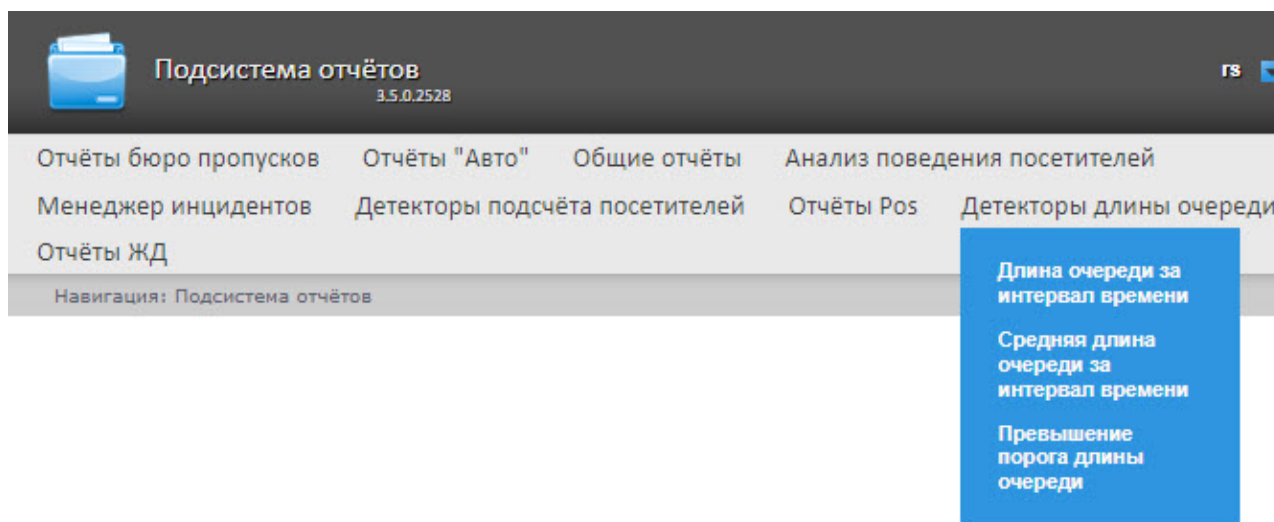 Подсистема отчётов
3.5.0.2528
rs
Отчёты бюро пропусков Отчёты "Авто" Общие отчёты Анализ поведения посетителей
Менеджер инцидентов Детекторы подсчёта посетителей Отчёты Pos Детекторы длины очереди
Отчёты ЖД
Навигация: Подсистема отчётов
Длина очереди за
интервал времени
Средняя длина
очереди за
интервал времени
Превышение
порога длины
очереди